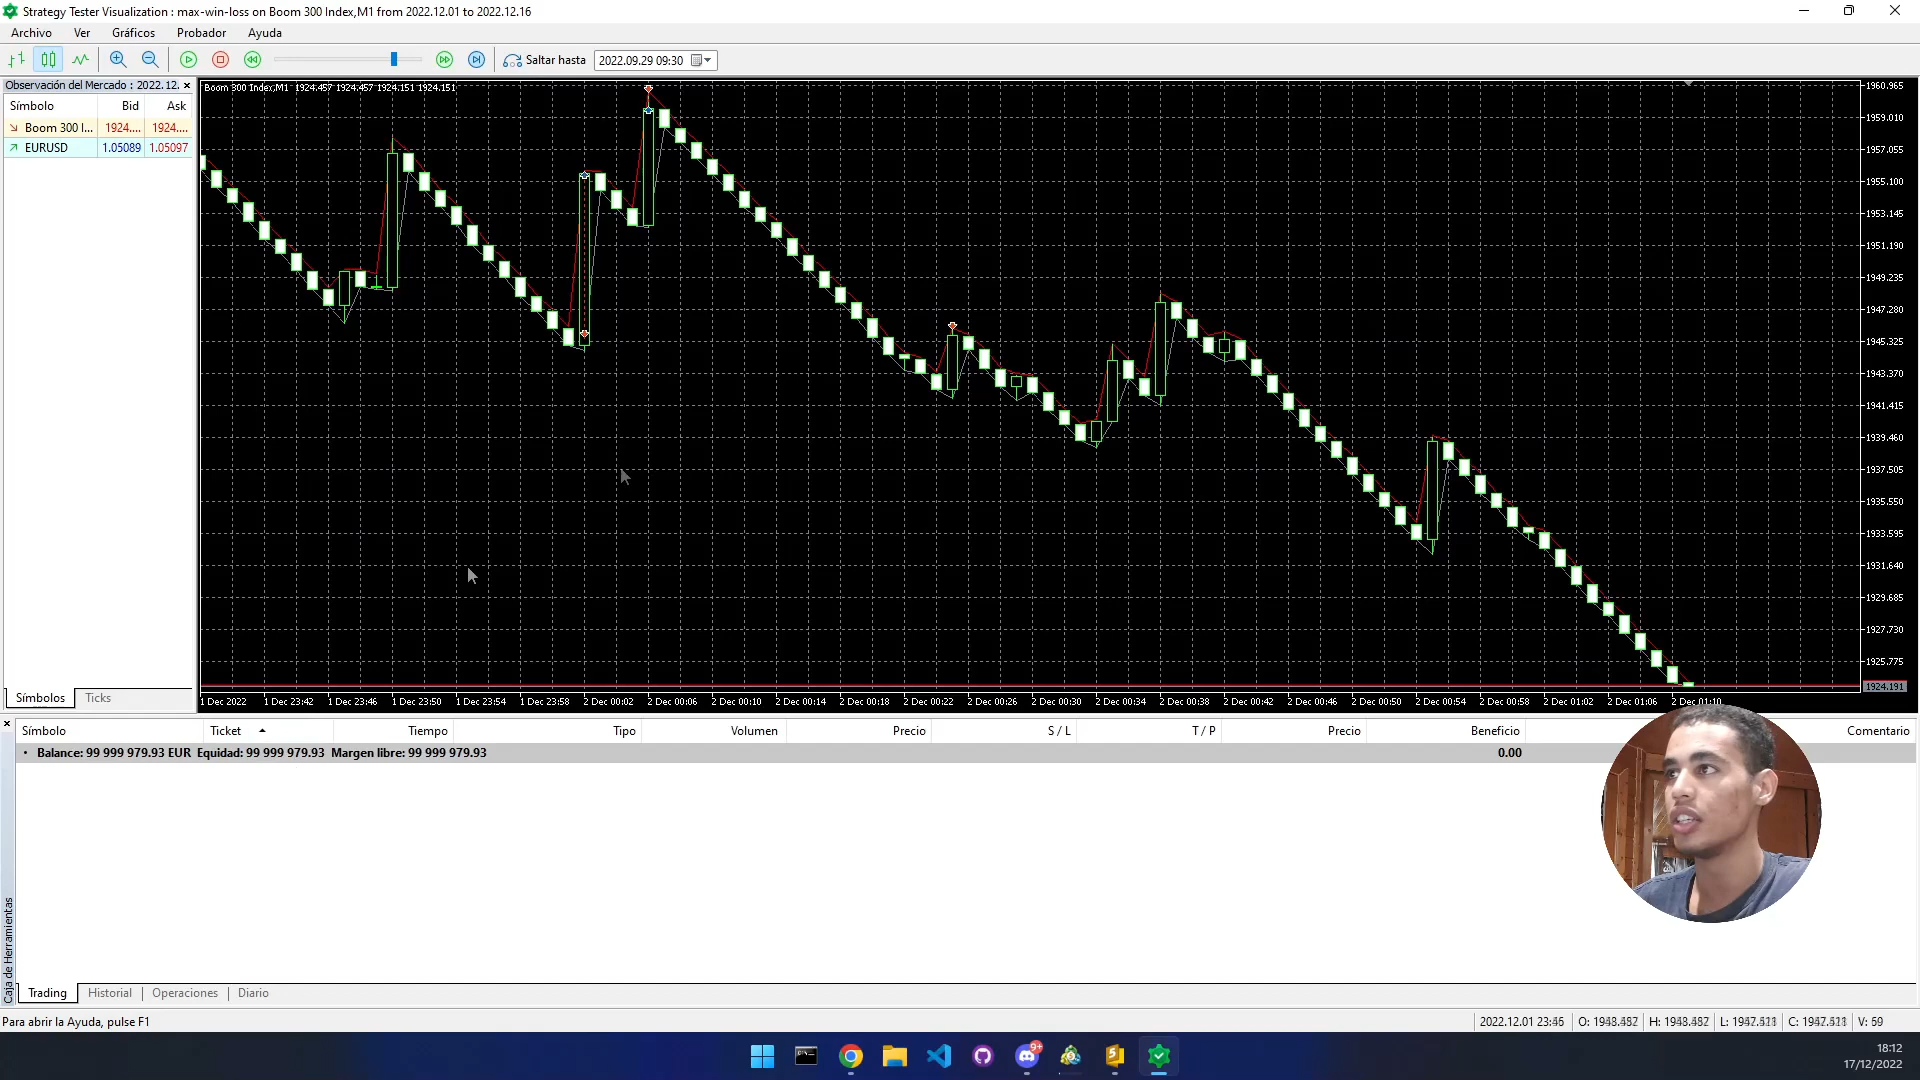 Strategy Tester Visualization : max-win-loss on Boom 300 Index,M1 from 2022.12.01 to 2022.12.16
Archivo Ver Gráficos Probador Ayuda
Saltar hasta 2022.09.29 09:30
Observación del Mercado : 2022.12.
Símbolo Bid Ask
Boom 300 I... 1924.... 1924....
EURUSD 1.05089 1.05097
Símbolos Ticks
Boom 300 Index,M1 1924.457 1924.457 1924.151 1924.151
1960.965
1959.010
1957.055
1955.100
1953.145
1951.190
1949.235
1947.280
1945.325
1943.370
1941.415
1939.460
1937.505
1935.550
1933.595
1931.640
1929.685
1927.730
1925.775
1924.191
1 Dec 2022 1 Dec 23:42 1 Dec 23:46 1 Dec 23:50 1 Dec 23:54 1 Dec 23:58 2 Dec 00:02 2 Dec 00:06 2 Dec 00:10 2 Dec 00:14 2 Dec 00:18 2 Dec 00:22 2 Dec 00:26 2 Dec 00:30 2 Dec 00:34 2 Dec 00:38 2 Dec 00:42 2 Dec 00:46 2 Dec 00:50 2 Dec 00:54 2 Dec 00:58 2 Dec 01:02 2 Dec 01:06 2 Dec 01:10
Símbolo Ticket Tiempo Tipo Volumen Precio S / L T / P Precio Beneficio Comentario
Balance: 99 999 979.93 EUR Equidad: 99 999 979.93 Margen libre: 99 999 979.93 0.00
Caja de Herramientas
Trading Historial Operaciones Diario
Para abrir la Ayuda, pulse F1
2022.12.01 O: H: L: C: V:
9+
18:12
17/12/2022